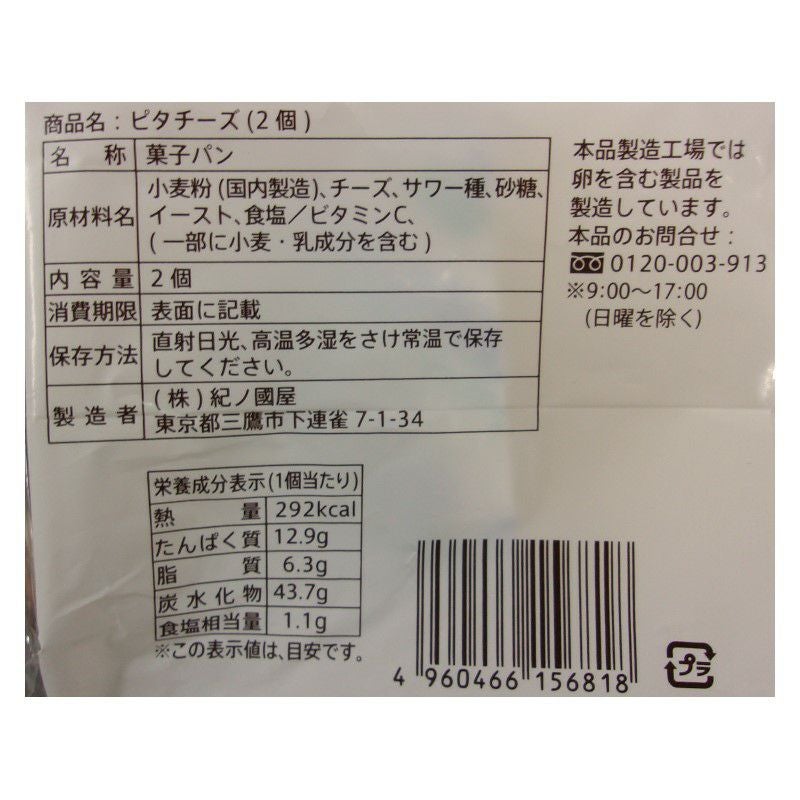 商品名：ピタチーズ(2個)
名称 菓子パン
原材料名 小麦粉(国内製造)、チーズ、サワー種、砂糖、
イースト、食塩／ビタミンC、
(一部に小麦・乳成分を含む)
内容量 2個
消費期限 表面に記載
保存方法 直射日光、高温多湿をさけ常温で保存
してください。
製造者 (株)紀ノ國屋
東京都三鷹市下連雀7-1-34
本品製造工場では
卵を含む製品を
製造しています。
本品のお問合せ：
0120-003-913
※9:00〜17:00
(日曜を除く)
栄養成分表示(1個当たり)
熱量 292kcal
たんぱく質 12.9g
脂質 6.3g
炭水化物 43.7g
食塩相当量 1.1g
※この表示値は、目安です。
4 960466 156818
プラ